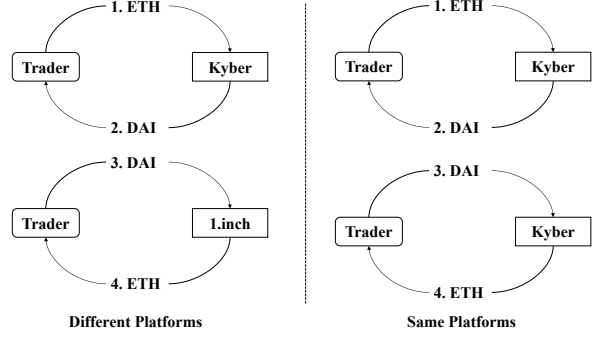 1. ETH
Trader
Kyber
2. DAI
3. DAI
Trader
1.inch
4. ETH
Different Platforms
1. ETH
Trader
Kyber
2. DAI
3. DAI
Trader
Kyber
4. ETH
Same Platforms